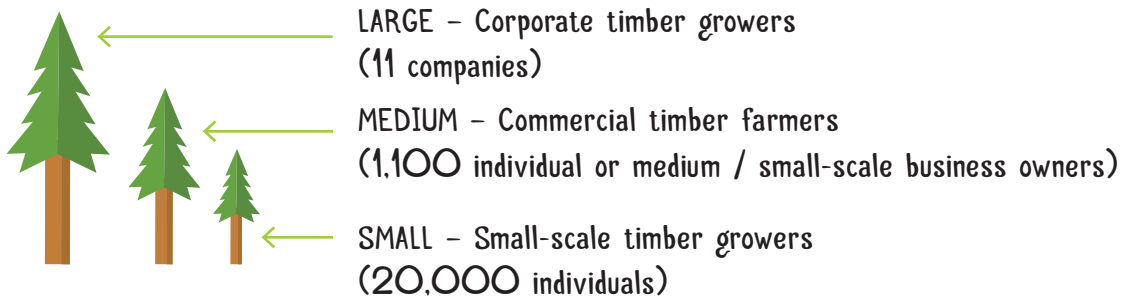 LARGE – Corporate timber growers
(11 companies)
MEDIUM – Commercial timber farmers
(1,100 individual or medium / small-scale business owners)
SMALL – Small-scale timber growers
(20,000 individuals)